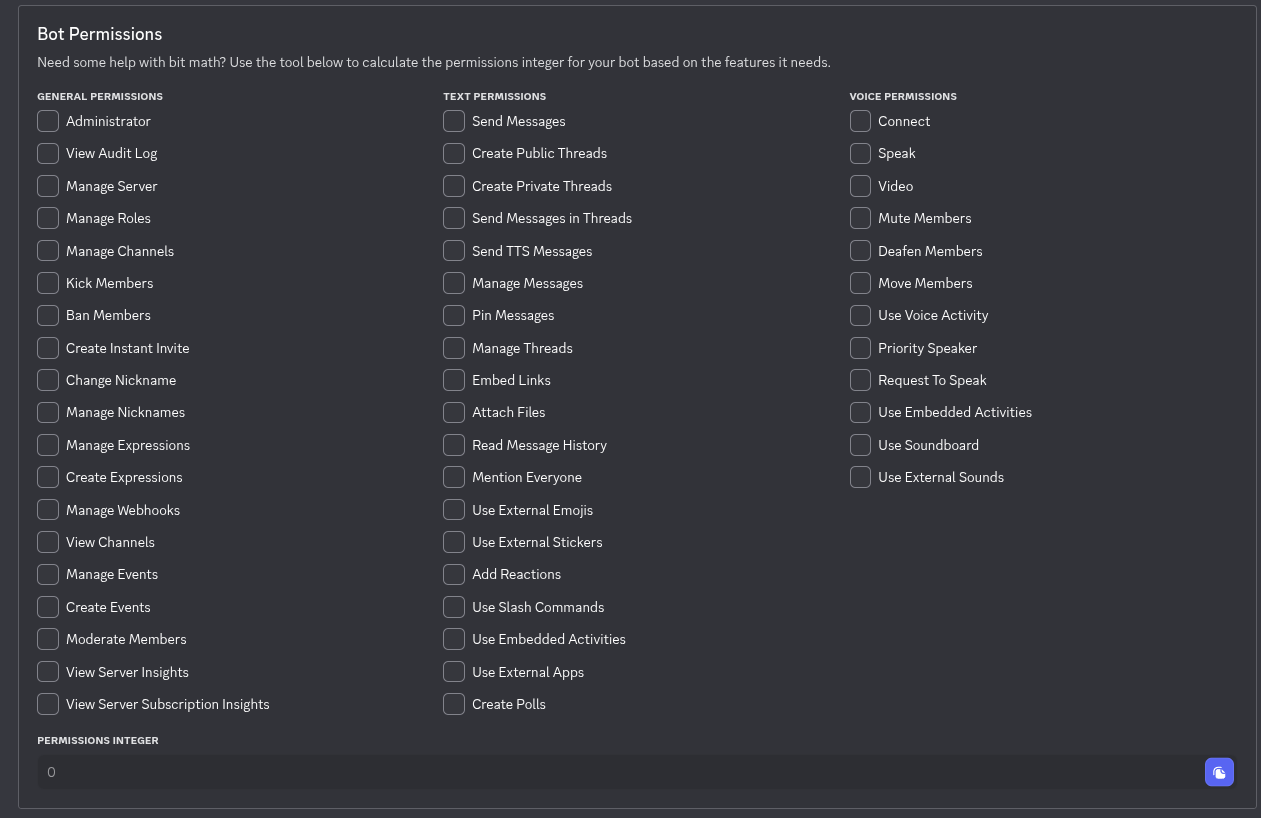 Bot Permissions
Need some help with bit math? Use the tool below to calculate the permissions integer for your bot based on the features it needs.
GENERAL PERMISSIONS
Administrator
View Audit Log
Manage Server
Manage Roles
Manage Channels
Kick Members
Ban Members
Create Instant Invite
Change Nickname
Manage Nicknames
Manage Expressions
Create Expressions
Manage Webhooks
View Channels
Manage Events
Create Events
Moderate Members
View Server Insights
View Server Subscription Insights
TEXT PERMISSIONS
Send Messages
Create Public Threads
Create Private Threads
Send Messages in Threads
Send TTS Messages
Manage Messages
Pin Messages
Manage Threads
Embed Links
Attach Files
Read Message History
Mention Everyone
Use External Emojis
Use External Stickers
Add Reactions
Use Slash Commands
Use Embedded Activities
Use External Apps
Create Polls
VOICE PERMISSIONS
Connect
Speak
Video
Mute Members
Deafen Members
Move Members
Use Voice Activity
Priority Speaker
Request To Speak
Use Embedded Activities
Use Soundboard
Use External Sounds
PERMISSIONS INTEGER
0